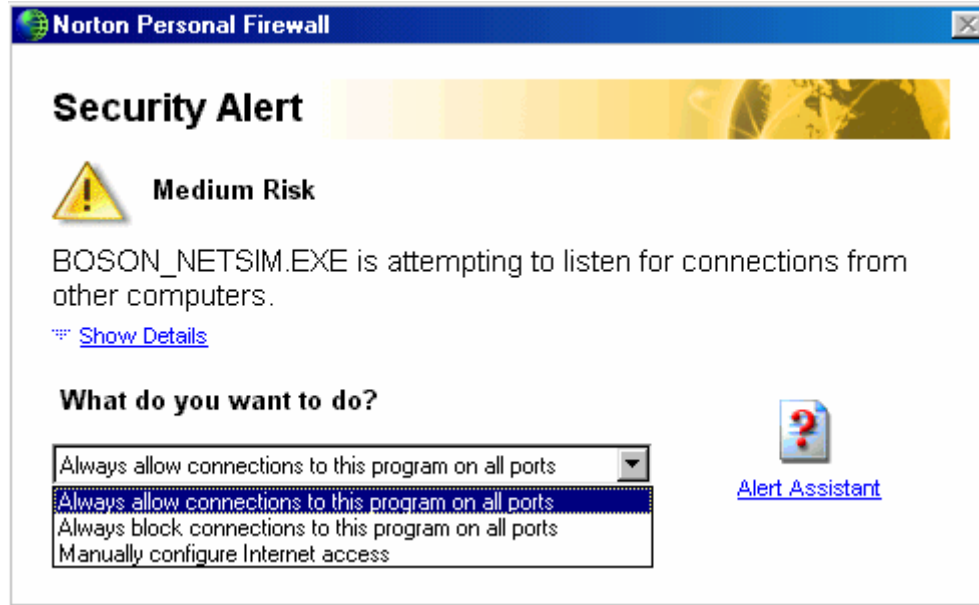 Norton Personal Firewall
Security Alert
Medium Risk
BOSON_NETSIM.EXE is attempting to listen for connections from
other computers.
Show Details
What do you want to do?
Always allow connections to this program on all ports
Always allow connections to this program on all ports
Always block connections to this program on all ports
Manually configure Internet access
Alert Assistant